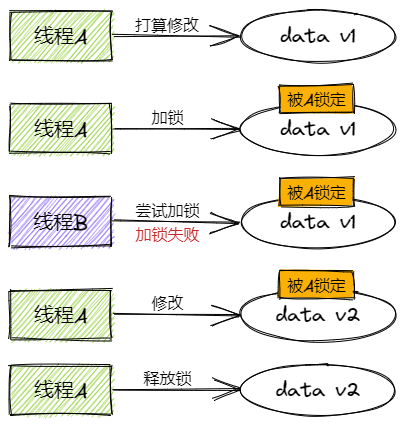 线程A
打算修改
data v1
线程A
加锁
被A锁定
data v1
线程B
尝试加锁
加锁失败
被A锁定
data v1
线程A
修改
被A锁定
data v2
线程A
释放锁
data v2